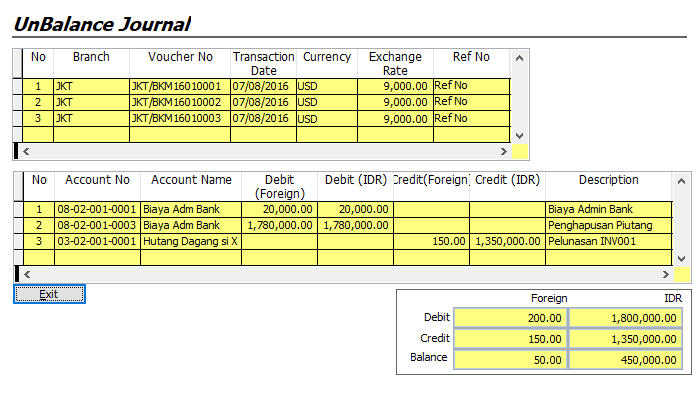 UnBalance Journal
No Branch Voucher No Transaction Date Currency Exchange Rate Ref No
1 JKT JKT/BKM16010001 07/08/2016 USD 9,000.00 Ref No
2 JKT JKT/BKM16010002 07/08/2016 USD 9,000.00 Ref No
3 JKT JKT/BKM16010003 07/08/2016 USD 9,000.00 Ref No
No Account No Account Name Debit (Foreign) Debit (IDR) Credit(Foreign) Credit (IDR) Description
1 08-02-001-0001 Biaya Adm Bank 20,000.00 20,000.00 Biaya Admin Bank
2 08-02-001-0003 Biaya Adm Bank 1,780,000.00 1,780,000.00 Penghapusan Piutang
3 03-02-001-0001 Hutang Dagang si X 150.00 1,350,000.00 Pelunasan INV001
Exit
Foreign IDR
Debit 200.00 1,800,000.00
Credit 150.00 1,350,000.00
Balance 50.00 450,000.00